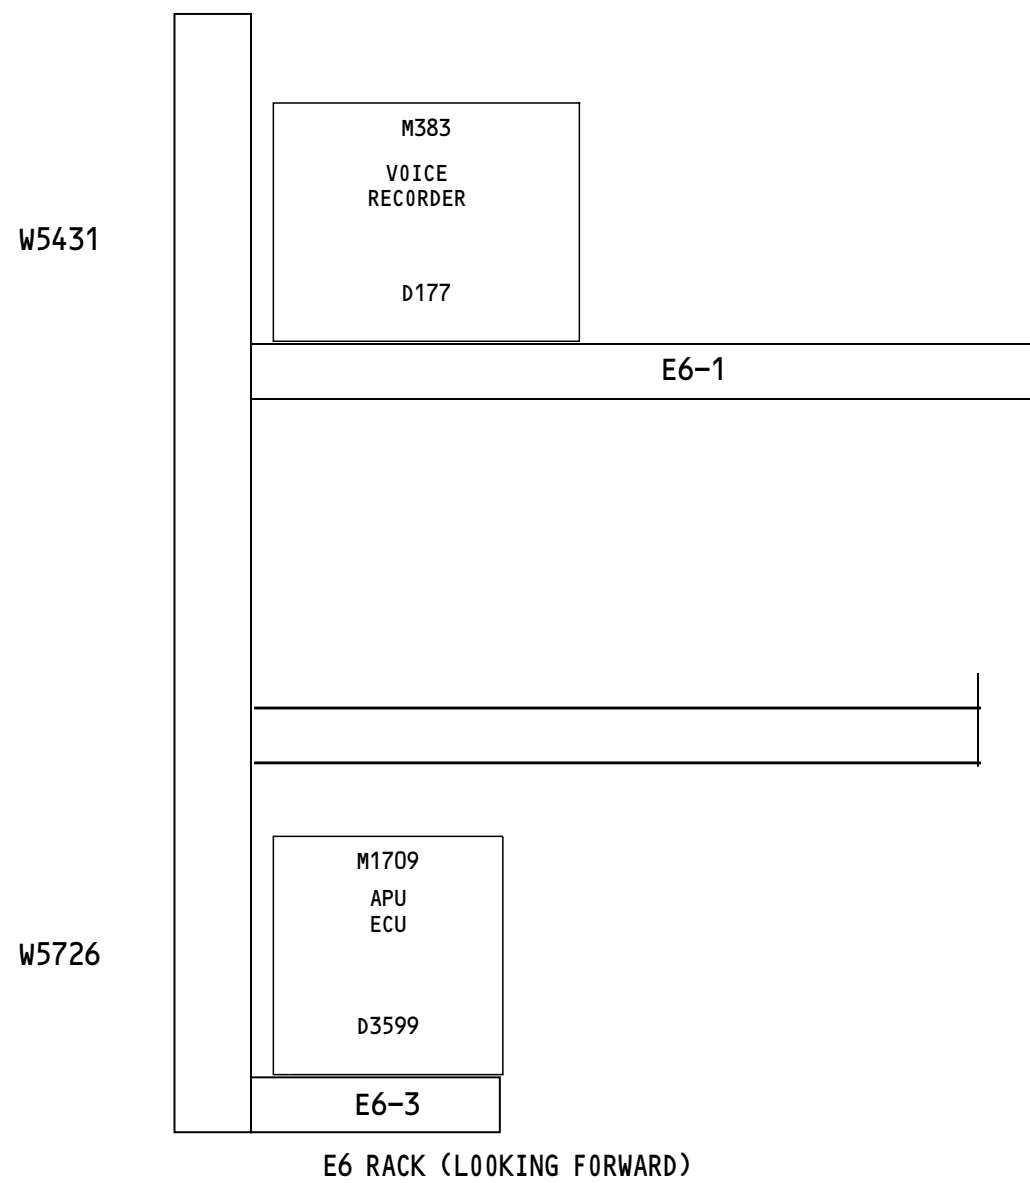 M383
VOICE
RECORDER
W5431
D177
E6-1
M1709
APU
ECU
W5726
D3599
E6-3
E6 RACK (LOOKING FORWARD)